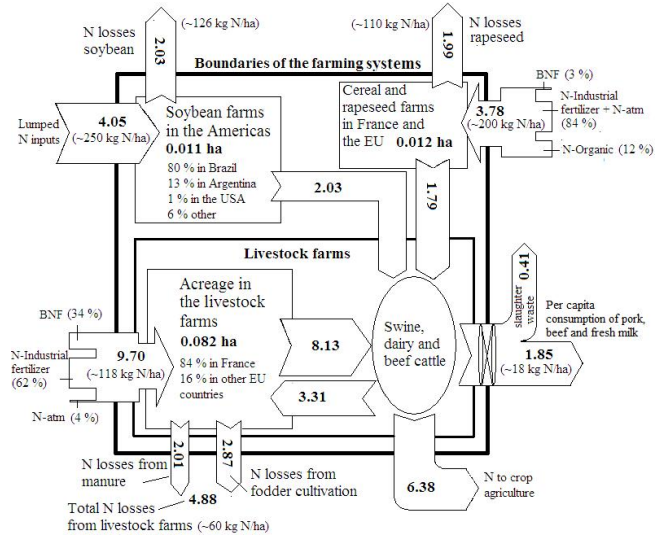 (~126 kg N/ha)
N losses
soybean
2.03
(~110 kg N/ha)
1.99
N losses
rapeseed
Boundaries of the farming systems
Lumped
N inputs
4.05
(~250 kg N/ha)
Soybean farms
in the Americas
0.011 ha
80 % in Brazil
13 % in Argentina
1 % in the USA
6 % other
2.03
Cereal and
rapeseed farms
in France and
the EU 0.012 ha
1.79
3.78
(~200 kg N/ha)
BNF (3 %)
N-Industrial
fertilizer + N-atm
(84 %)
N-Organic (12 %)
Livestock farms
BNF (34 %)
N-Industrial
fertilizer
(62 %)
N-atm (4 %)
9.70
(~118 kg N/ha)
Acreage in
the livestock
farms
0.082 ha
84 % in France
16 % in other EU
countries
8.13
3.31
Swine,
dairy and
beef cattle
slaughter
waste
0.41
Per capita
consumption of pork,
beef and fresh milk
1.85
(~18 kg N/ha)
2.01
2.87
N losses from
manure
N losses from
fodder cultivation
4.88
Total N losses
from livestock farms (~60 kg N/ha)
6.38
N to crop
agriculture